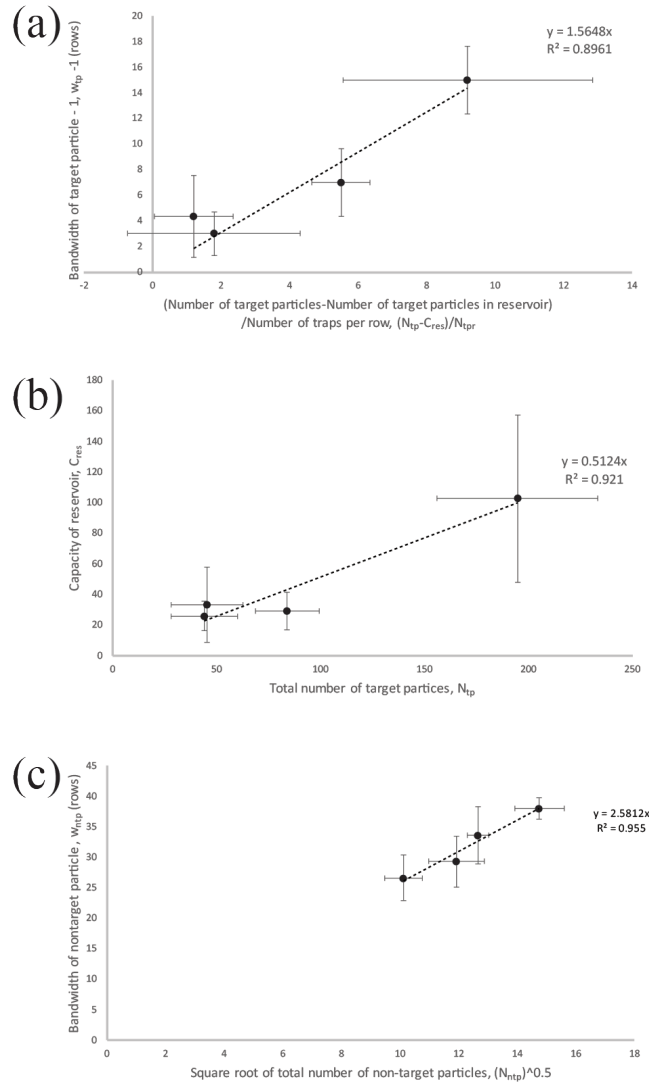 (a)
y = 1.5648x
R² = 0.8961
Bandwidth of target particle - 1, wtp -1 (rows)
20
18
16
14
12
10
8
6
4
2
0
-2 0 2 4 6 8 10 12 14
(Number of target particles-Number of target particles in reservoir)
/Number of traps per row, (Ntp-Cres)/Ntpr
(b)
y = 0.5124x
R² = 0.921
Capacity of reservoir, Cres
180
160
140
120
100
80
60
40
20
0
0 50 100 150 200 250
Total number of target partices, Ntp
(c)
y = 2.5812x
R² = 0.955
Bandwidth of nontarget particle , wntp (rows)
45
40
35
30
25
20
15
10
5
0
0 2 4 6 8 10 12 14 16 18
Square root of total number of non-target particles, (Nntp)^0.5